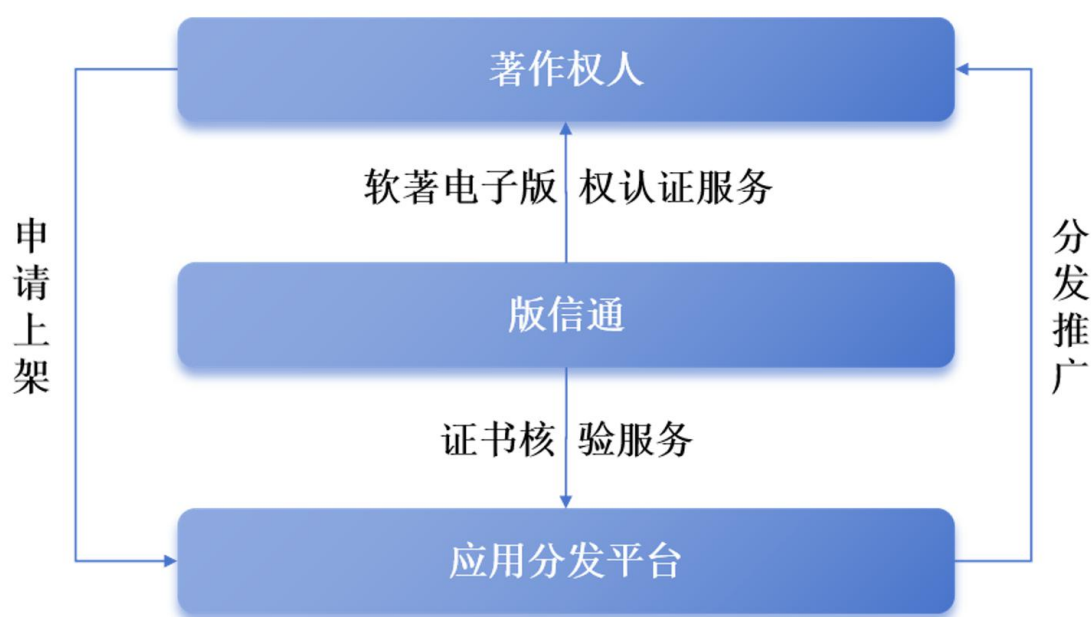 著作权人
软著电子版 权认证服务
申请上架
版信通
分发推广
证书核 验服务
应用分发平台